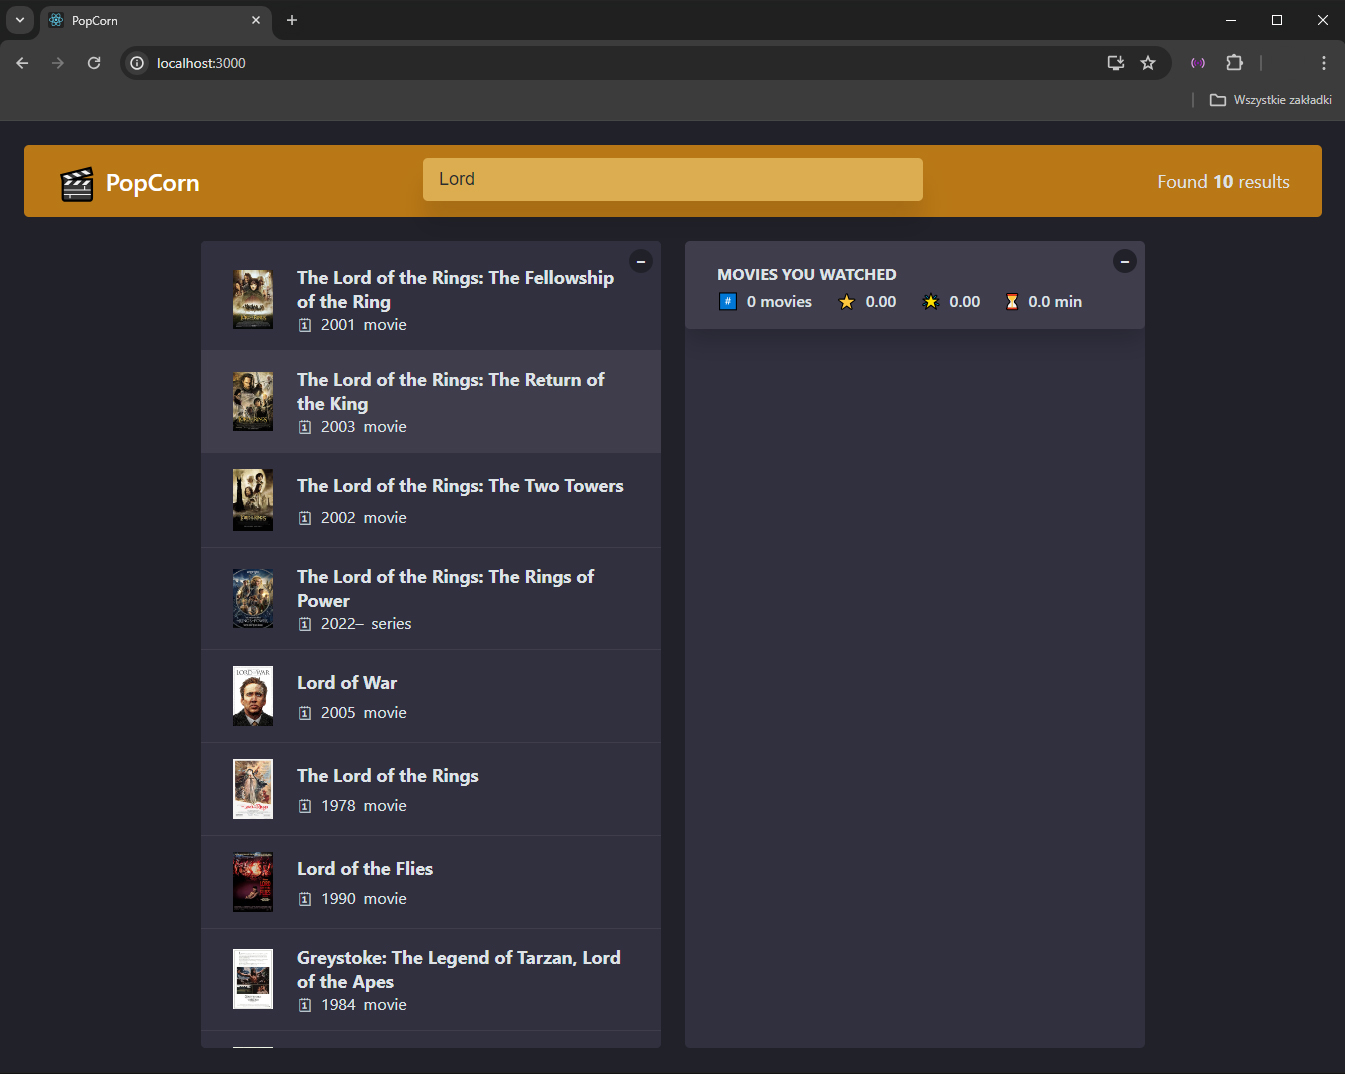 PopCorn
localhost:3000
Wszystkie zakładki
PopCorn
Lord
Found 10 results
The Lord of the Rings: The Fellowship
of the Ring
2001 movie
The Lord of the Rings: The Return of
the King
2003 movie
The Lord of the Rings: The Two Towers
2002 movie
The Lord of the Rings: The Rings of
Power
2022– series
LORD OF WAR
Lord of War
2005 movie
The Lord of the Rings
1978 movie
Lord of the Flies
1990 movie
Greystoke: The Legend of Tarzan, Lord
of the Apes
1984 movie
MOVIES YOU WATCHED
# 0 movies 0.00 0.00 0.0 min